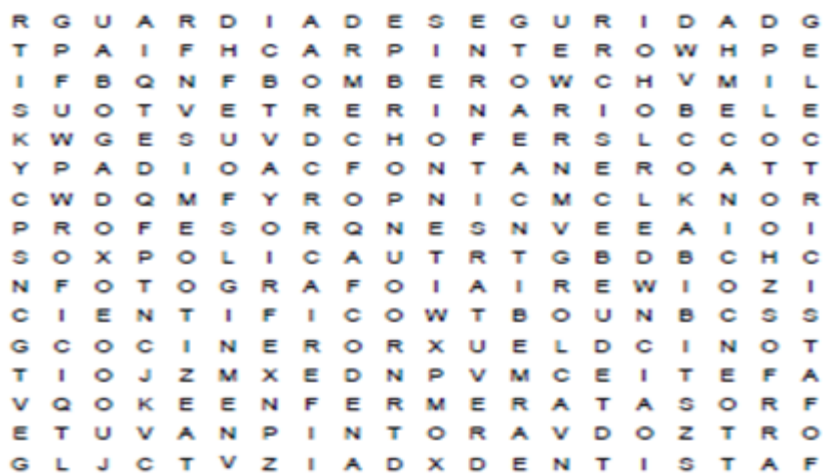 R G U A R D I A D E S E G U R I D A D G
T P A I F H C A R P I N T E R O W H P E
I F B Q N F B O M B E R O W C H V M I L
S U O T V E T R E R I N A R I O B E L E
K W G E S U V D C H O F E R S L C C O C
Y P A D I O A C F O N T A N E R O A T T
C W D Q M F Y R O P N I C M C L K N O R
P R O F E S O R Q N E S N V E E A I O I
S O X P O L I C A U T R T G B D B C H C
N F O T O G R A F O I A I R E W I O Z I
C I E N T I F I C O W T B O U N B C S S
G C O C I N E R O R X U E L D C I N O T
T I O J Z M X E D N P V M C E I T E F A
V Q O K E E N F E R M E R A T A S O R F
E T U V A N P I N T O R A V D O Z T R O
G L J C T V Z I A D X D E N T I S T A F